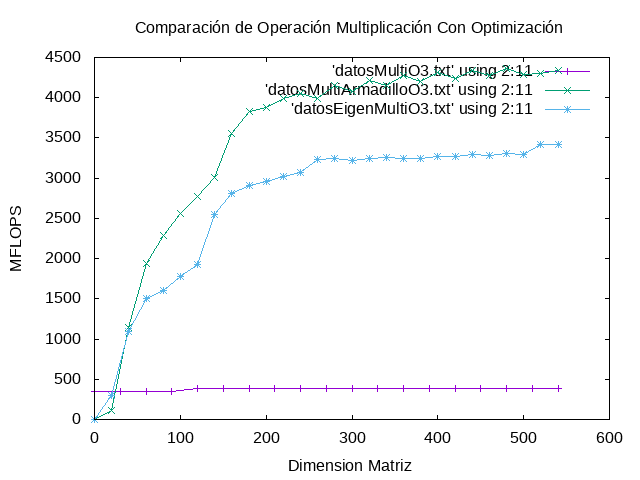 Comparación de Operación Multiplicación Con Optimización
4500
4000
3500
3000
2500
2000
1500
1000
500
0
MFLOPS
'datosMultiO3.txt' using 2:11
'datosMultiArmadilloO3.txt' using 2:11
'datosEigenMultiO3.txt' using 2:11
0 100 200 300 400 500 600
Dimension Matriz